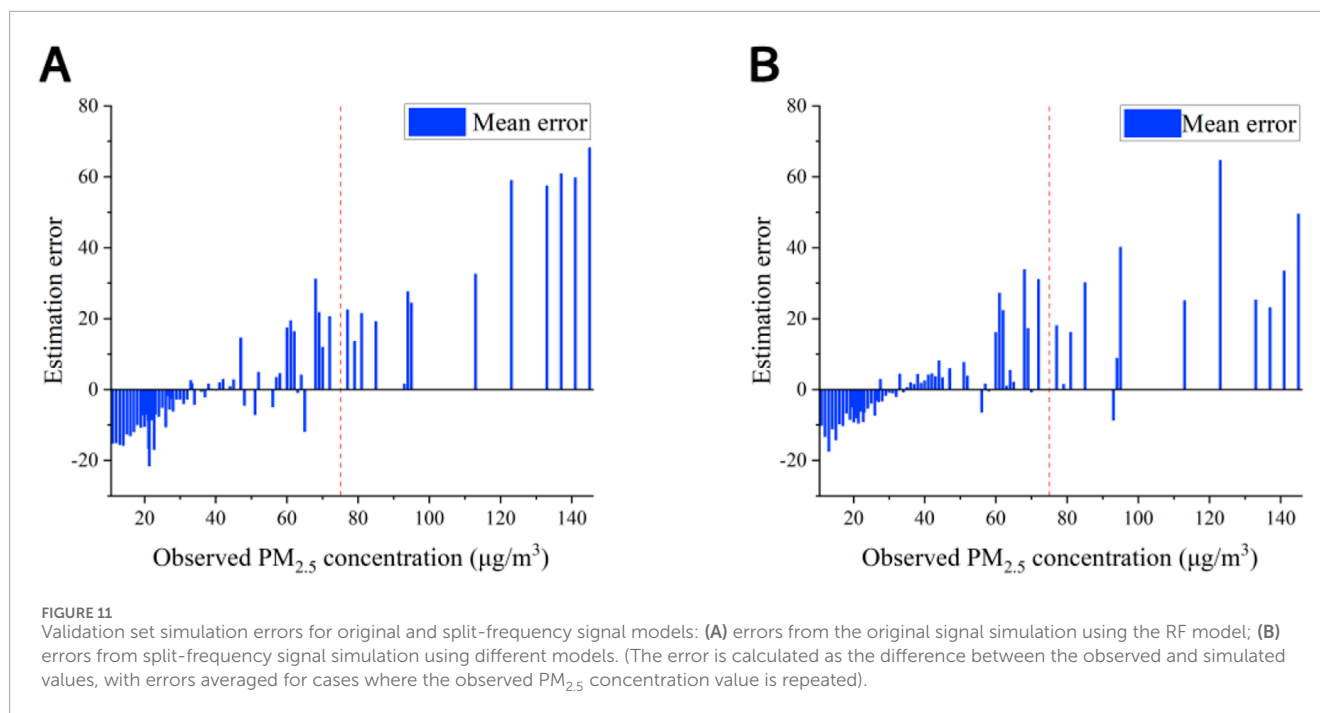 A
B
Mean error
Mean error
80
60
40
20
0
-20
Estimation error
20 40 60 80 100 120 140
Observed PM2.5 concentration (μg/m³)
80
60
40
20
0
-20
Estimation error
20 40 60 80 100 120 140
Observed PM2.5 concentration (μg/m³)
FIGURE 11
Validation set simulation errors for original and split-frequency signal models: (A) errors from the original signal simulation using the RF model; (B)
errors from split-frequency signal simulation using different models. (The error is calculated as the difference between the observed and simulated
values, with errors averaged for cases where the observed PM2.5 concentration value is repeated).